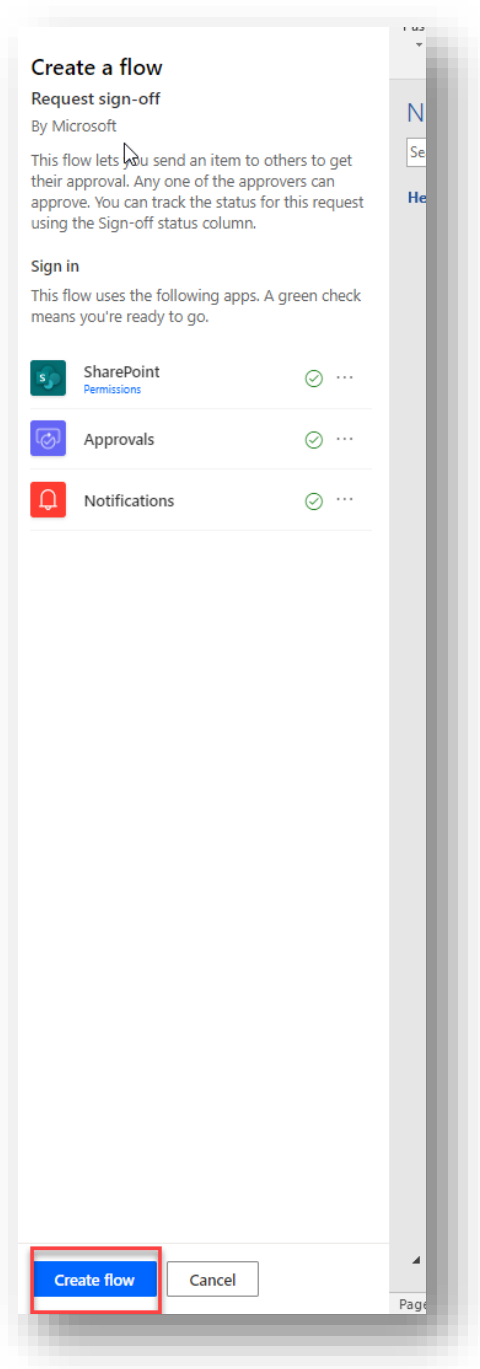 Create a flow
Request sign-off
By Microsoft
This flow lets you send an item to others to get
their approval. Any one of the approvers can
approve. You can track the status for this request
using the Sign-off status column.
Sign in
This flow uses the following apps. A green check
means you're ready to go.
SharePoint
Permissions
Approvals
Notifications
Create flow
Cancel
N
Se
He
Page